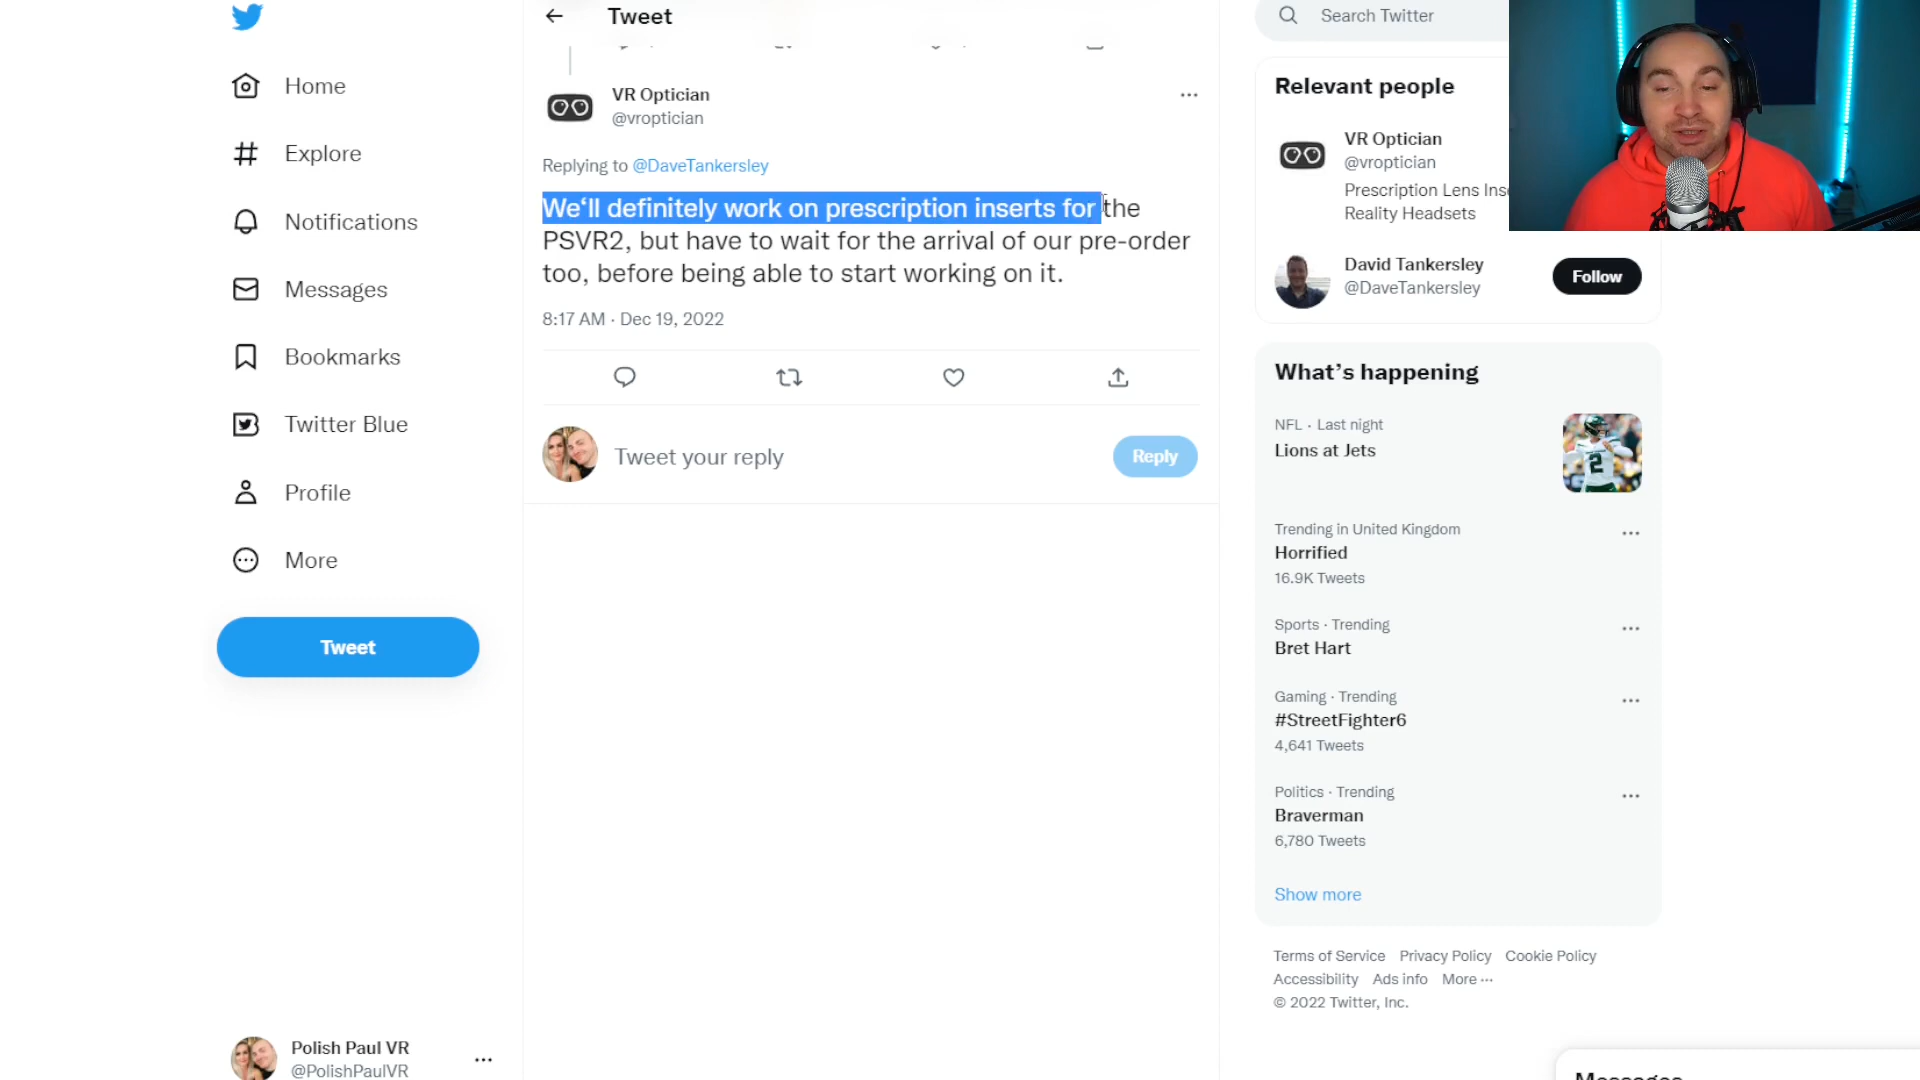 Tweet
Search Twitter
Home
Explore
Notifications
Messages
Bookmarks
Twitter Blue
Profile
More
Tweet
Polish Paul VR
@PolishPaulVR
VR Optician
@vroptician
Replying to @DaveTankersley
We‘ll definitely work on prescription inserts for the
PSVR2, but have to wait for the arrival of our pre-order
too, before being able to start working on it.
8:17 AM · Dec 19, 2022
Tweet your reply
Reply
Relevant people
VR Optician
@vroptician
Prescription Lens
Reality Headsets
David Tankersley
@DaveTankersley
Follow
What’s happening
NFL · Last night
Lions at Jets
2
Trending in United Kingdom
Horrified
16.9K Tweets
Sports · Trending
Bret Hart
Gaming · Trending
#StreetFighter6
4,641 Tweets
Politics · Trending
Braverman
6,780 Tweets
Show more
Terms of Service Privacy Policy Cookie Policy
Accessibility Ads info More ···
© 2022 Twitter, Inc.
Messages